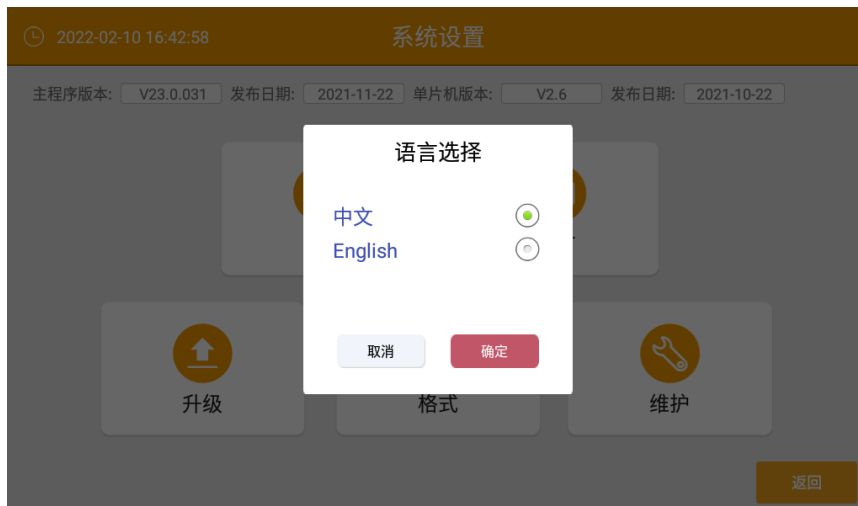 2022-02-10 16:42:58 系统设置
主程序版本: V23.0.031 发布日期: 2021-11-22 单片机版本: V2.6 发布日期: 2021-10-22
语言选择
中文
English
取消 确定
升级 格式 维护
返回